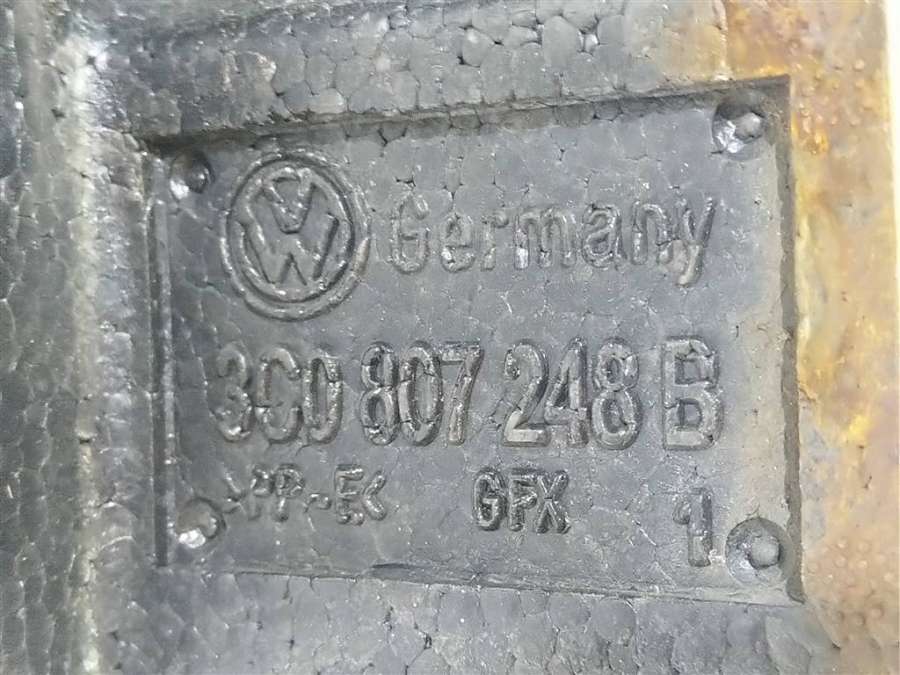 VW Germany
3C0 807 248 B
>PP-E< GFX 1